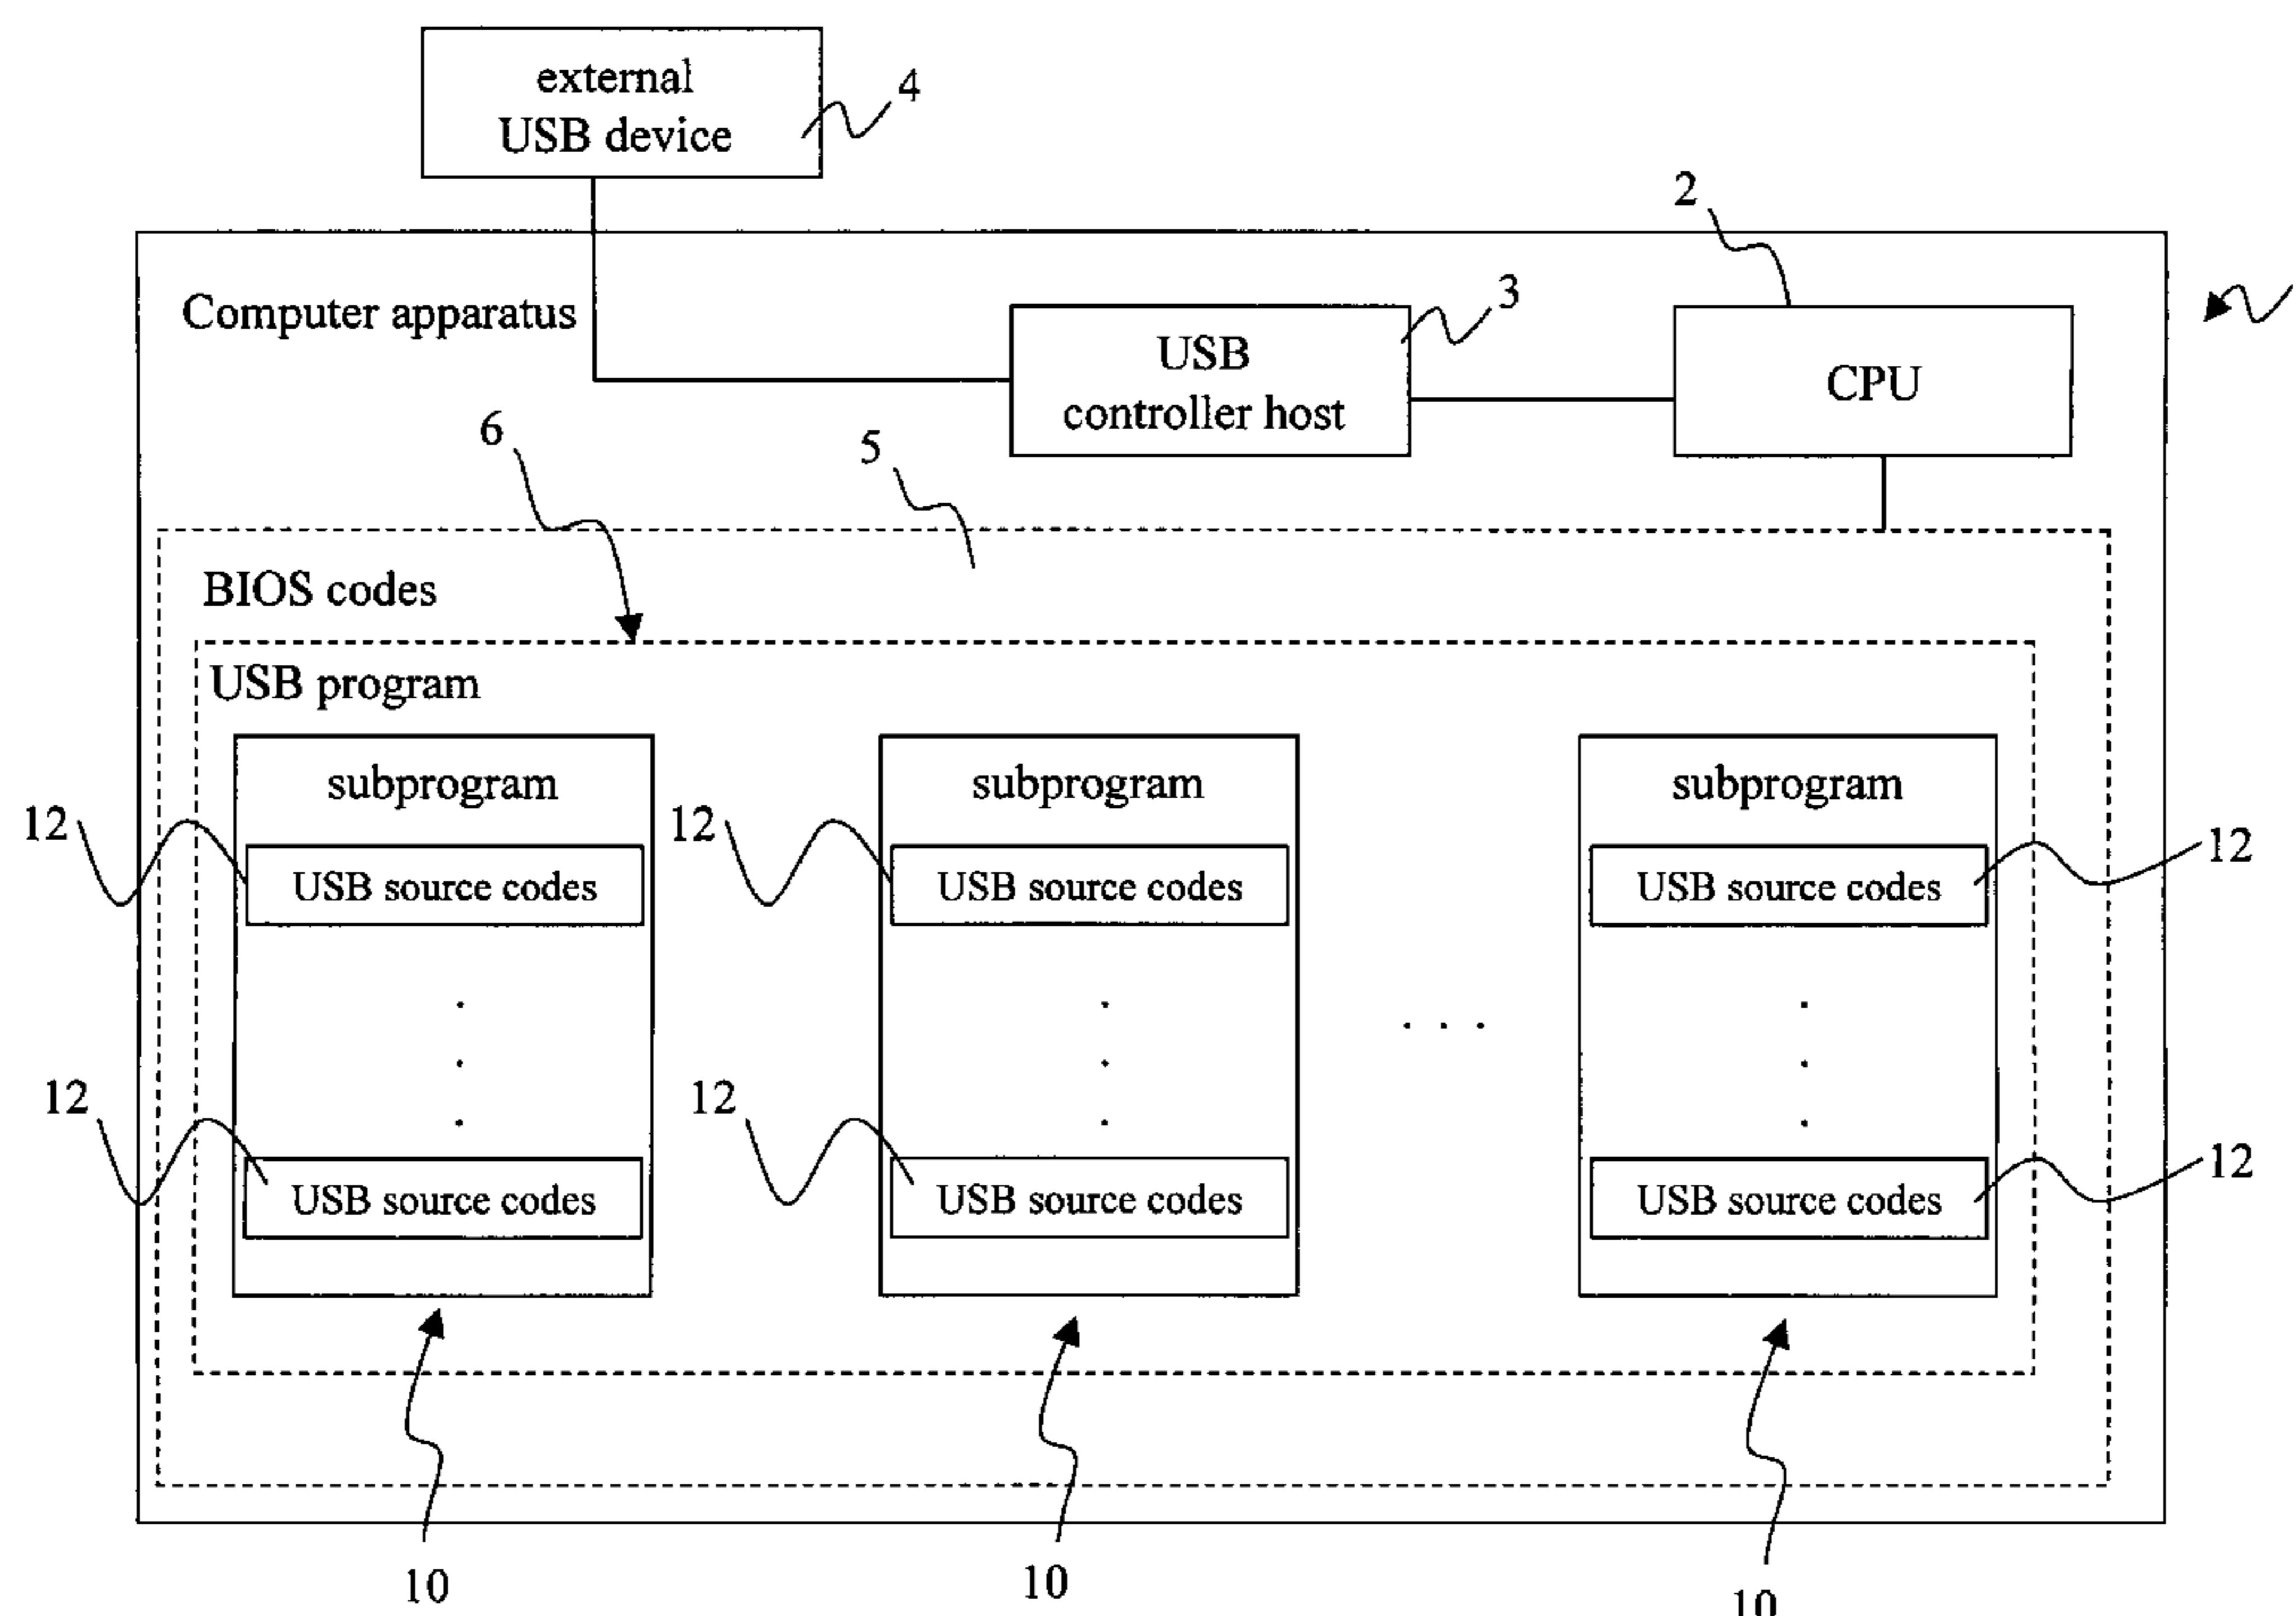 external
USB device
4
2
Computer apparatus
3
USB
controller host
CPU
6
5
BIOS codes
USB program
subprogram
subprogram
subprogram
12
12
12
USB source codes
USB source codes
USB source codes
. . .
12
12
12
USB source codes
USB source codes
USB source codes
10
10
10